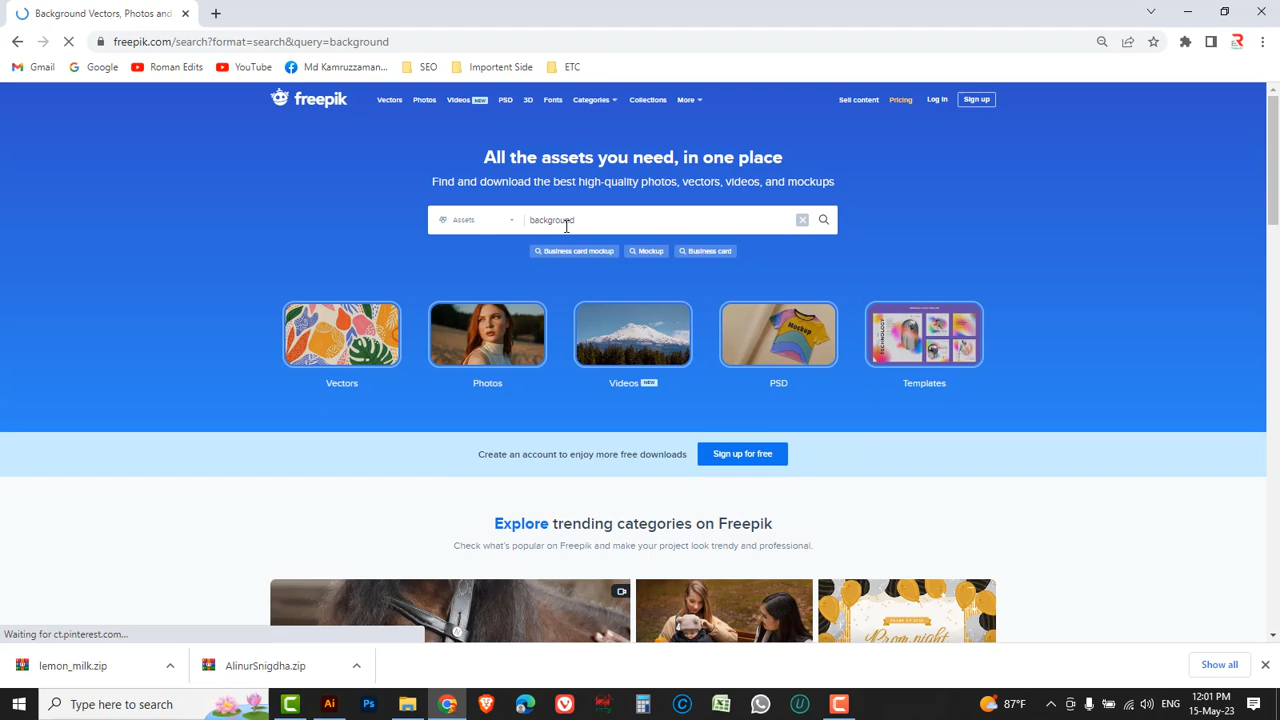 Background Vectors, Photos and
freepik.com/search?format=search&query=background
Gmail Google Roman Edits YouTube Md Kamruzzaman... SEO Importent Side ETC
freepik Vectors Photos Videos NEW PSD 3D Fonts Categories Collections More Sell content Pricing Log in Sign up
All the assets you need, in one place
Find and download the best high-quality photos, vectors, videos, and mockups
Assets background
Business card mockup Mockup Business card
Mockup
TECHNOLOGY
Vectors Photos Videos NEW PSD Templates
Create an account to enjoy more free downloads Sign up for free
Explore trending categories on Freepik
Check what's popular on Freepik and make your project look trendy and professional.
Prom night
Waiting for ct.pinterest.com...
lemon_milk.zip AlinurSnigdha.zip Show all
Type here to search 87°F ENG 12:01 PM
15-May-23